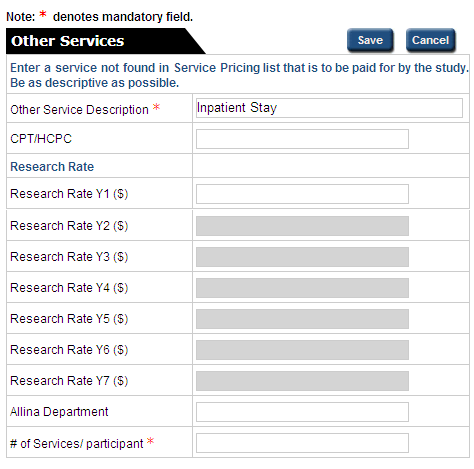 Note: * denotes mandatory field.
Other Services
Save
Cancel
Enter a service not found in Service Pricing list that is to be paid for by the study.
Be as descriptive as possible.
Other Service Description *
Inpatient Stay
CPT/HCPC
Research Rate
Research Rate Y1 ($)
Research Rate Y2 ($)
Research Rate Y3 ($)
Research Rate Y4 ($)
Research Rate Y5 ($)
Research Rate Y6 ($)
Research Rate Y7 ($)
Allina Department
# of Services/ participant *